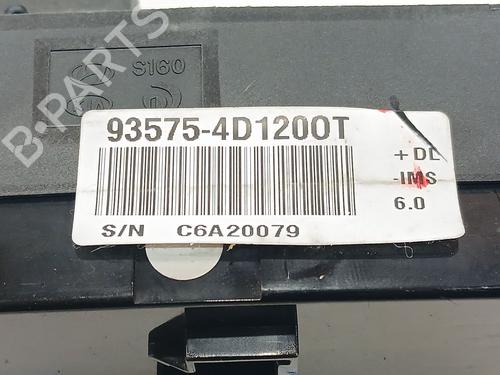 S160
B-PARTS
93575-4D1200T
+ DL
-IMS
6.0
S/N C6A20079